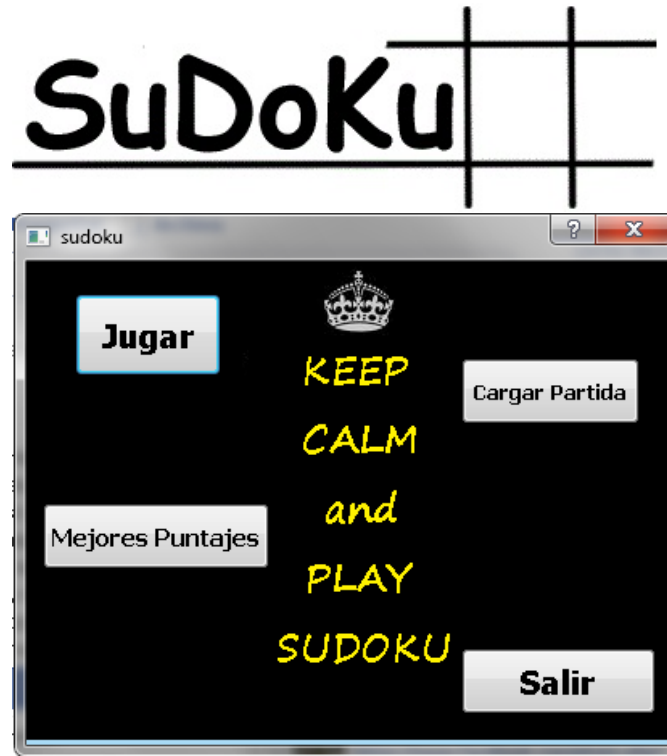 SuDoKu
sudoku
?
Jugar
KEEP
Cargar Partida
CALM
and
Mejores Puntajes
PLAY
SUDOKU
Salir